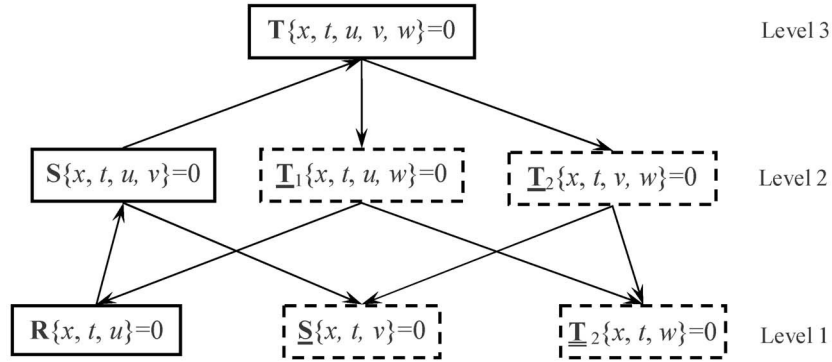 T{x, t, u, v, w}=0 Level 3
S{x, t, u, v}=0 T̲₁{x, t, u, w}=0 T̲₂{x, t, v, w}=0 Level 2
R{x, t, u}=0 S̲{x, t, v}=0 T̳₂{x, t, w}=0 Level 1